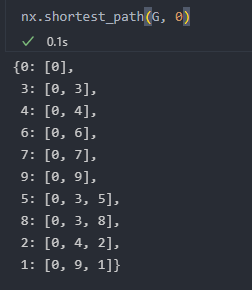 nx.shortest_path(G, 0)
✓ 0.1s
{0: [0],
3: [0, 3],
4: [0, 4],
6: [0, 6],
7: [0, 7],
9: [0, 9],
5: [0, 3, 5],
8: [0, 3, 8],
2: [0, 4, 2],
1: [0, 9, 1]}